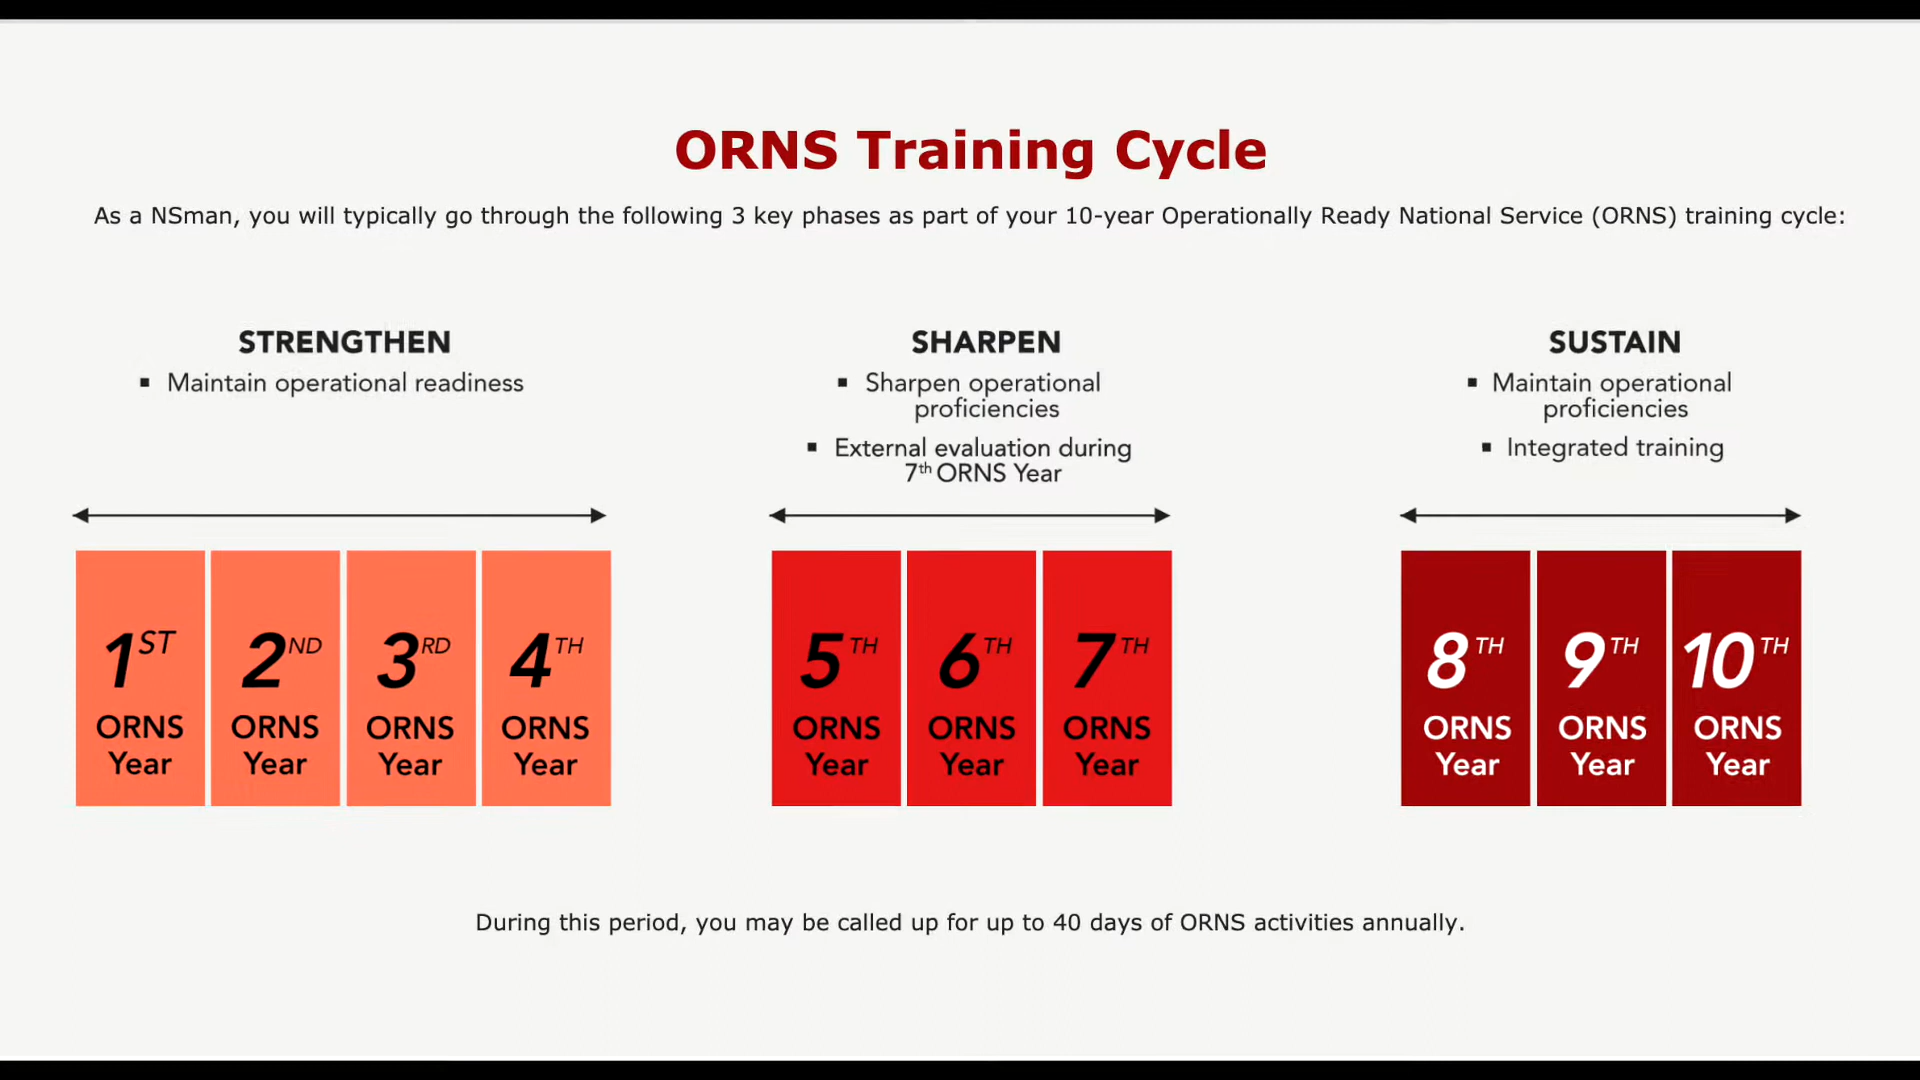 ORNS Training Cycle
As a NSman, you will typically go through the following 3 key phases as part of your 10-year Operationally Ready National Service (ORNS) training cycle:
STRENGTHEN
▪ Maintain operational readiness
SHARPEN
▪ Sharpen operational
proficiencies
▪ External evaluation during
7th ORNS Year
SUSTAIN
▪ Maintain operational
proficiencies
▪ Integrated training
1ST
ORNS
Year
2ND
ORNS
Year
3RD
ORNS
Year
4TH
ORNS
Year
5TH
ORNS
Year
6TH
ORNS
Year
7TH
ORNS
Year
8TH
ORNS
Year
9TH
ORNS
Year
10TH
ORNS
Year
During this period, you may be called up for up to 40 days of ORNS activities annually.